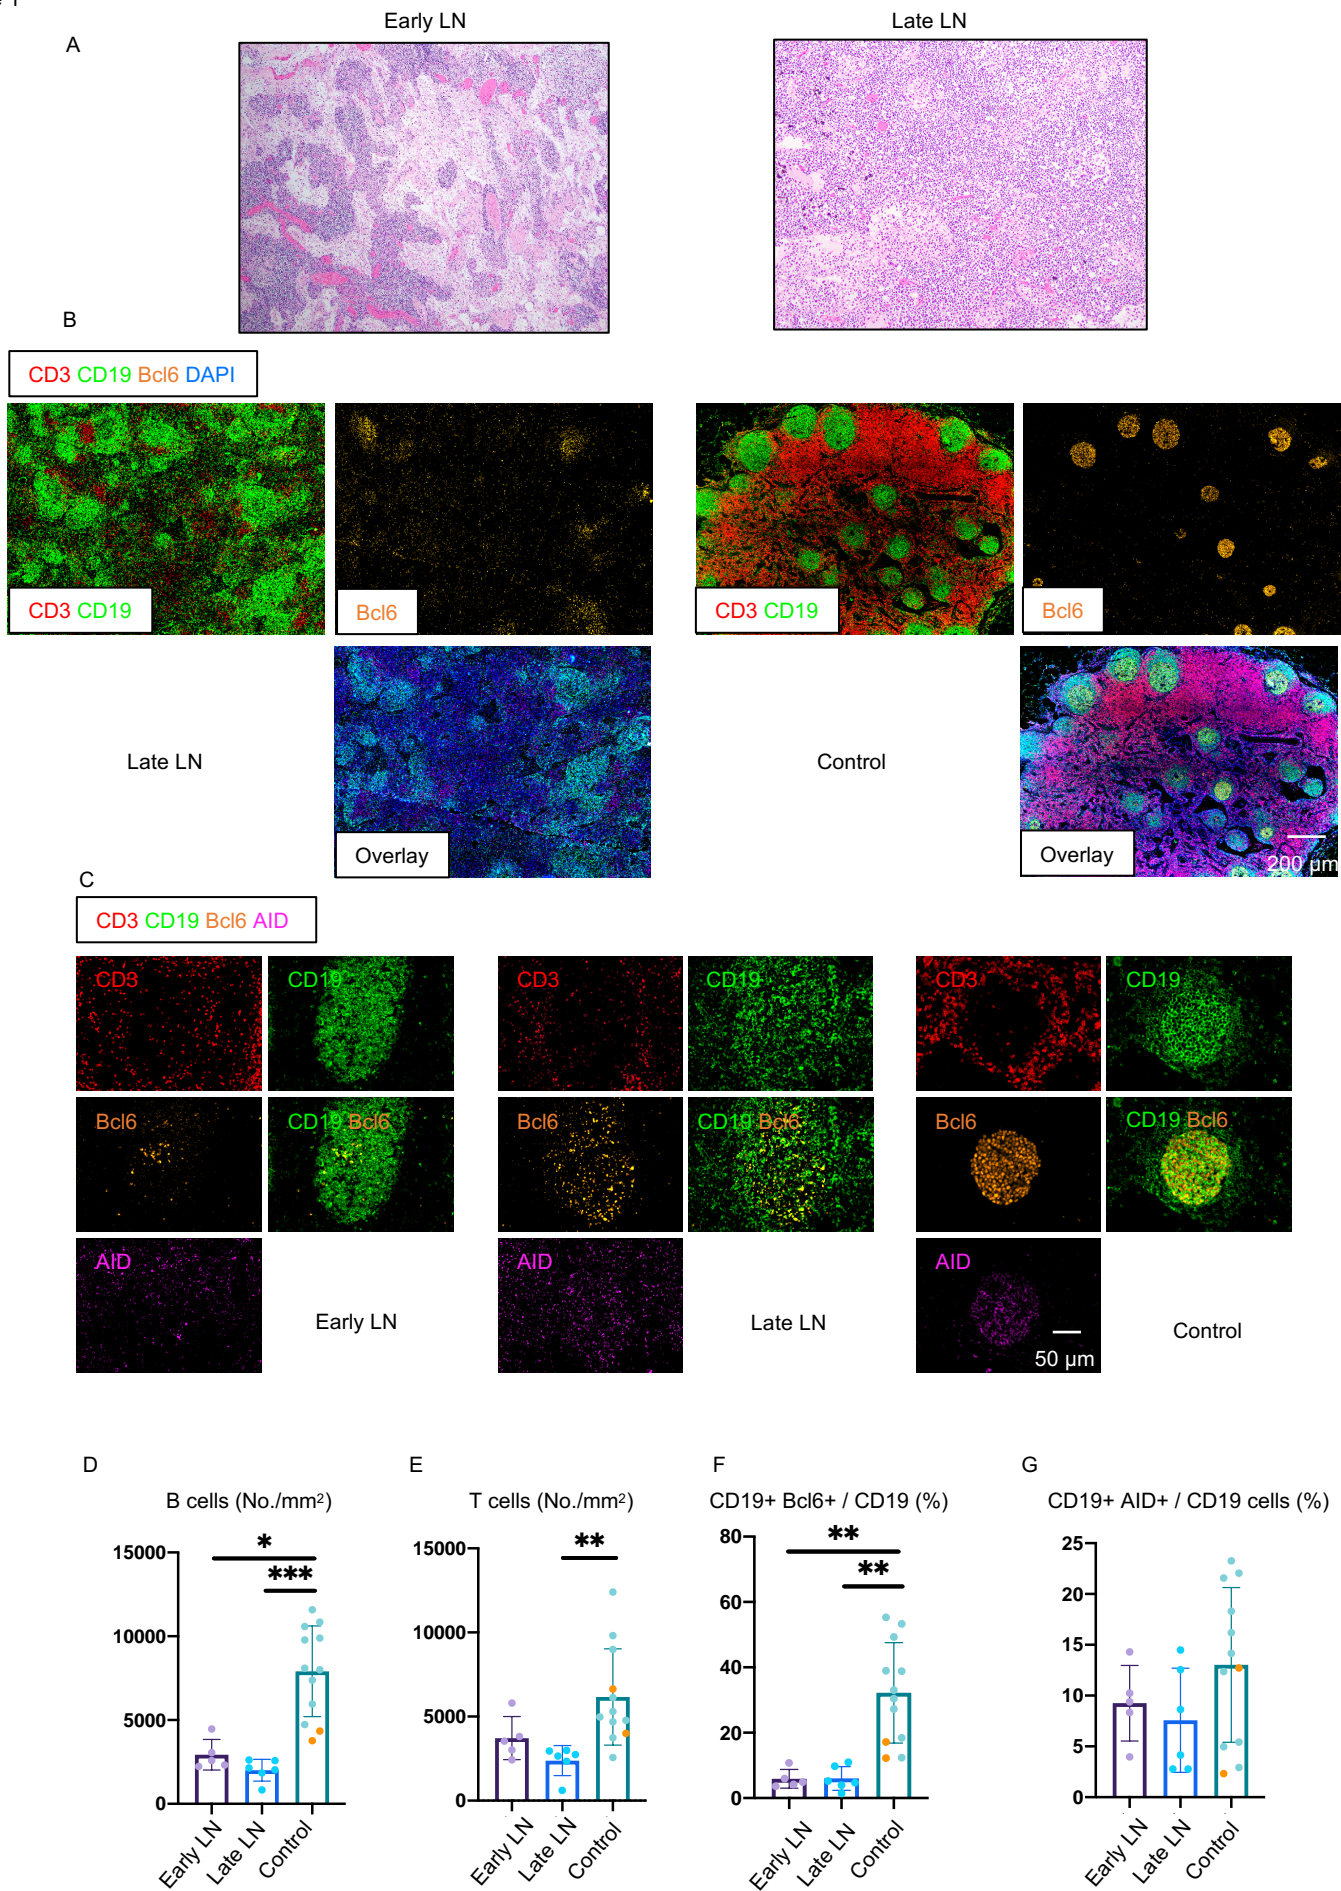 Early LN
Late LN
A
B
CD3 CD19 Bcl6 DAPI
CD3 CD19
Bcl6
CD3 CD19
Bcl6
Late LN
Overlay
Control
Overlay
200 µm
C
CD3 CD19 Bcl6 AID
CD3
CD19
CD3
CD19
CD3
CD19
Bcl6
CD19 Bcl6
Bcl6
CD19 Bcl6
Bcl6
CD19 Bcl6
AID
Early LN
AID
Late LN
AID
50 µm
Control
D
B cells (No./mm²)
*
***
15000
10000
5000
0
Early LN
Late LN
Control
E
T cells (No./mm²)
**
15000
10000
5000
0
Early LN
Late LN
Control
F
CD19+ Bcl6+ / CD19 (%)
**
**
80
60
40
20
0
Early LN
Late LN
Control
G
CD19+ AID+ / CD19 cells (%)
25
20
15
10
5
0
Early LN
Late LN
Control